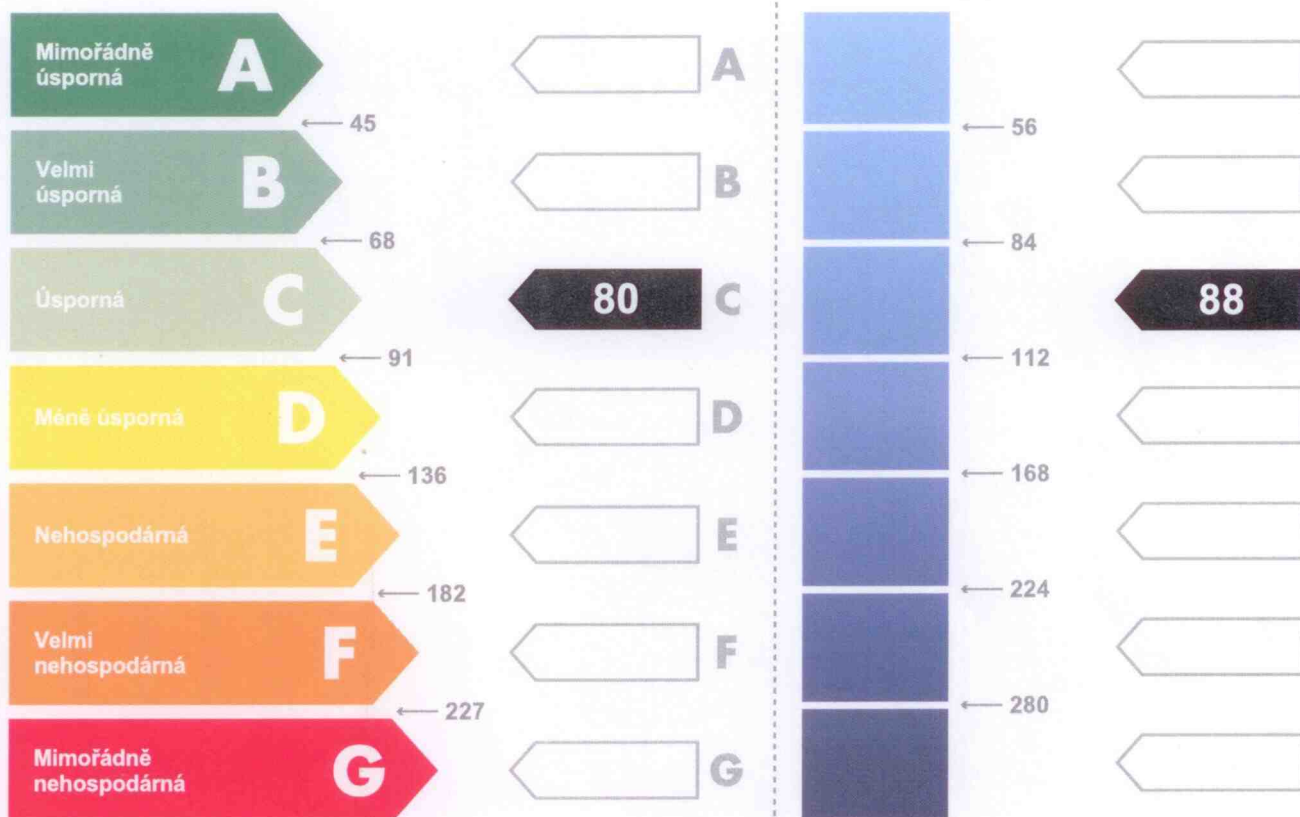 Mimořádně
úsporná
A
A
45
56
Velmi
úsporná
B
B
68
84
Úsporná
C
80
C
88
91
112
Méně úsporná
D
D
136
168
Nehospodárná
E
E
182
224
Velmi
nehospodárná
F
F
227
280
Mimořádně
nehospodárná
G
G